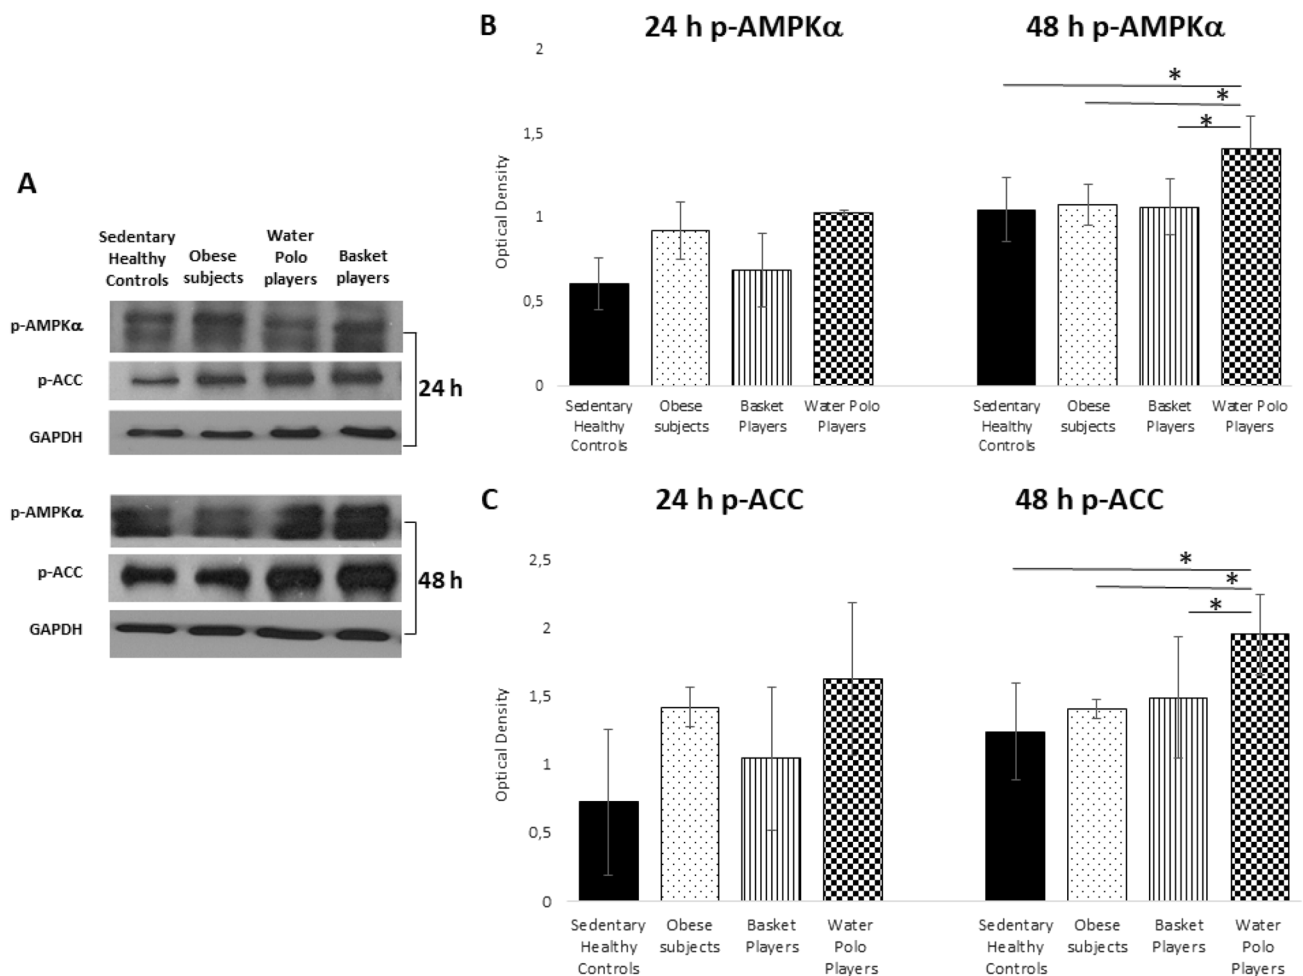 A
Sedentary
Healthy
Controls
Obese
subjects
Water
Polo
players
Basket
players
p-AMPKα
p-ACC
GAPDH
24 h
p-AMPKα
p-ACC
GAPDH
48 h
B
24 h p-AMPKα
48 h p-AMPKα
Optical Density
2
1,5
1
0,5
0
*
*
*
Sedentary
Healthy
Controls
Obese
subjects
Basket
Players
Water Polo
Players
Sedentary
Healthy
Controls
Obese
subjects
Basket
Players
Water Polo
Players
C
24 h p-ACC
48 h p-ACC
Optical Density
2,5
2
1,5
1
0,5
0
*
*
*
Sedentary
Healthy
Controls
Obese
subjects
Basket
Players
Water
Polo
Players
Sedentary
Healthy
Controls
Obese
subjects
Basket
Players
Water
Polo
Players